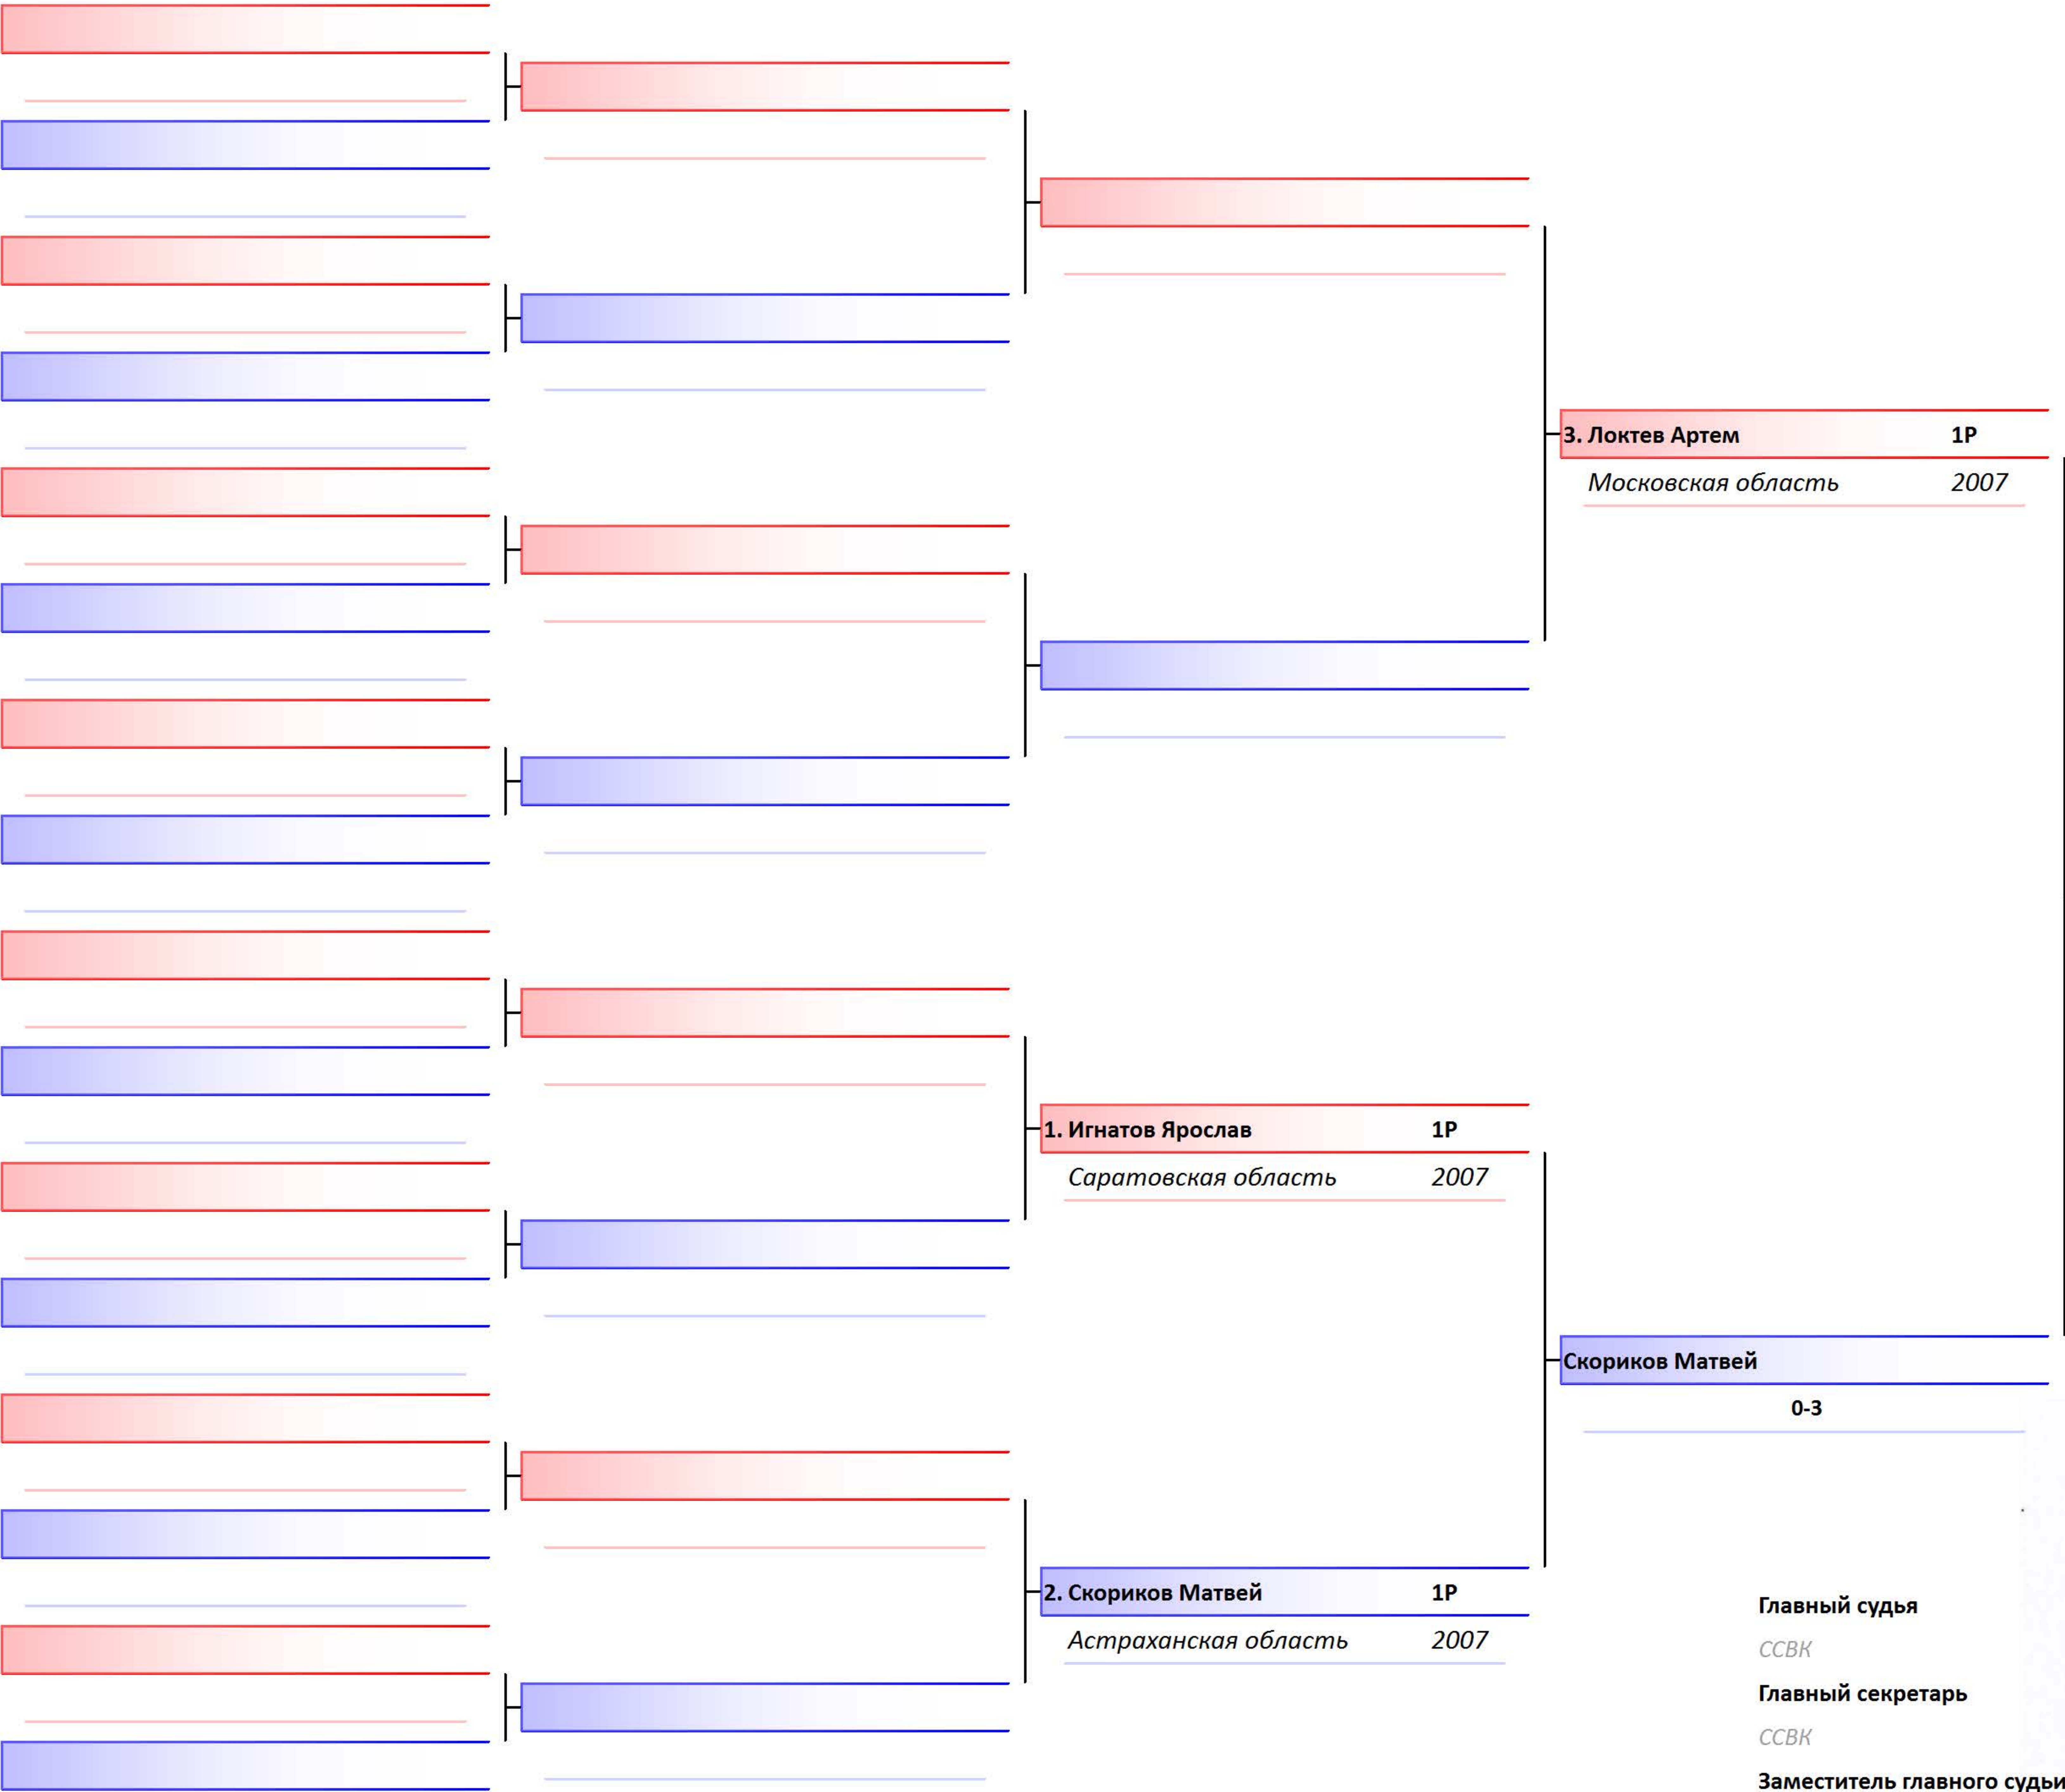 3. Локтев Артем 1Р
Московская область 2007
1. Игнатов Ярослав 1Р
Саратовская область 2007
Скориков Матвей
0-3
2. Скориков Матвей 1Р
Астраханская область 2007
Главный судья
ССВК
Главный секретарь
ССВК
Заместитель главного судьи